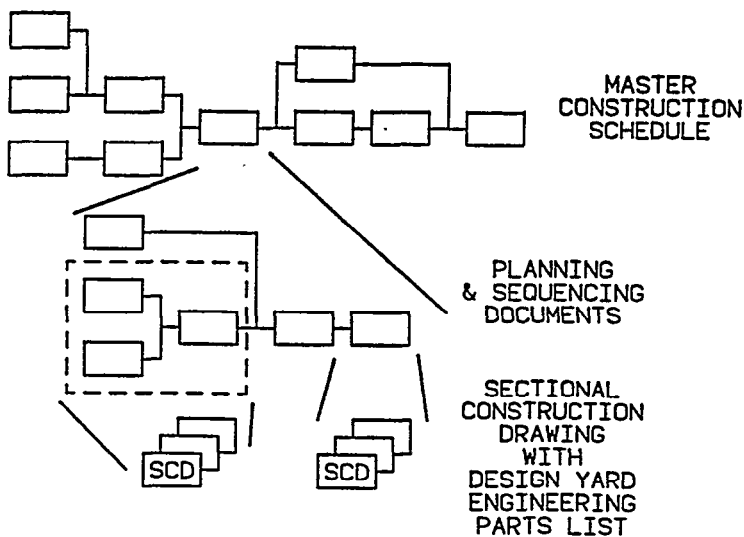 MASTER
CONSTRUCTION
SCHEDULE
PLANNING
& SEQUENCING
DOCUMENTS
SECTIONAL
CONSTRUCTION
DRAWING
WITH
DESIGN YARD
ENGINEERING
PARTS LIST
SCD
SCD